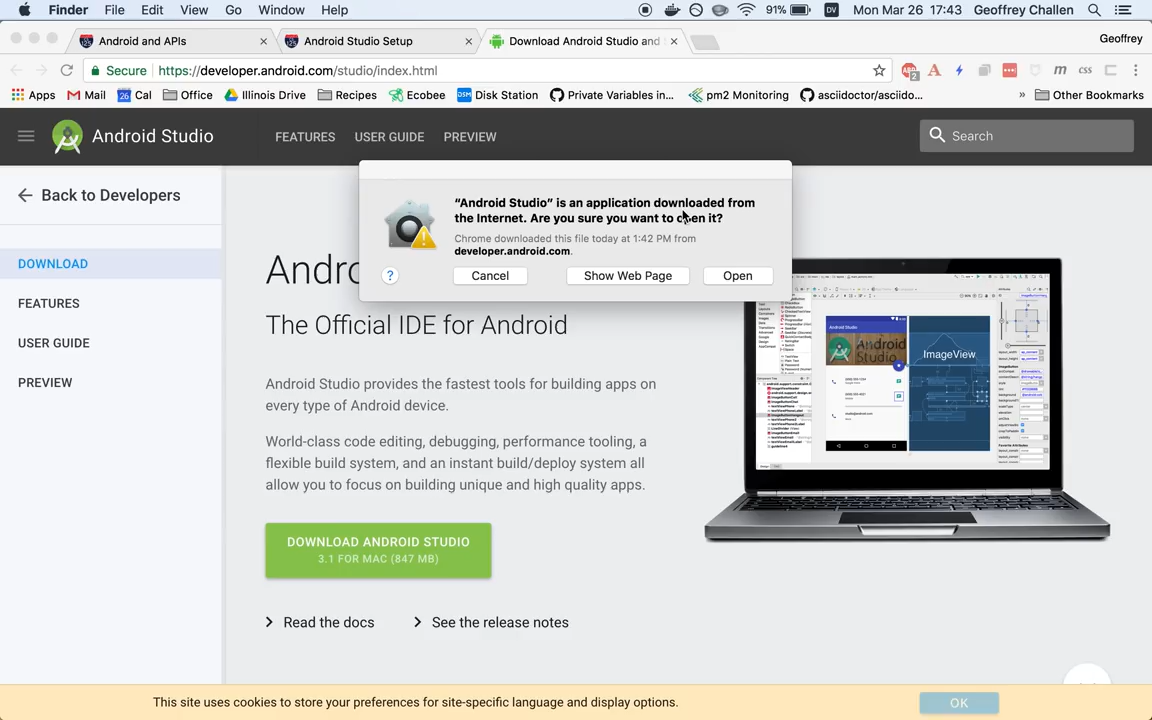 Finder File Edit View Go Window Help 91% DV Mon Mar 26 17:43 Geoffrey Challen
Android and APIs Android Studio Setup Download Android Studio and Geoffrey
Secure https://developer.android.com/studio/index.html
Apps Mail Cal Office Illinois Drive Recipes Ecobee Disk Station Private Variables in... pm2 Monitoring asciidoctor/asciido... » Other Bookmarks
Android Studio FEATURES USER GUIDE PREVIEW Search
Back to Developers
DOWNLOAD
FEATURES
USER GUIDE
PREVIEW
“Android Studio” is an application downloaded from
the Internet. Are you sure you want to open it?
Chrome downloaded this file today at 1:42 PM from
developer.android.com.
? Cancel Show Web Page Open
Andro
The Official IDE for Android
Android Studio provides the fastest tools for building apps on
every type of Android device.
World-class code editing, debugging, performance tooling, a
flexible build system, and an instant build/deploy system all
allow you to focus on building unique and high quality apps.
DOWNLOAD ANDROID STUDIO
3.1 FOR MAC (847 MB)
Read the docs See the release notes
Android Studio
Android
Studio
ImageView
This site uses cookies to store your preferences for site-specific language and display options. OK